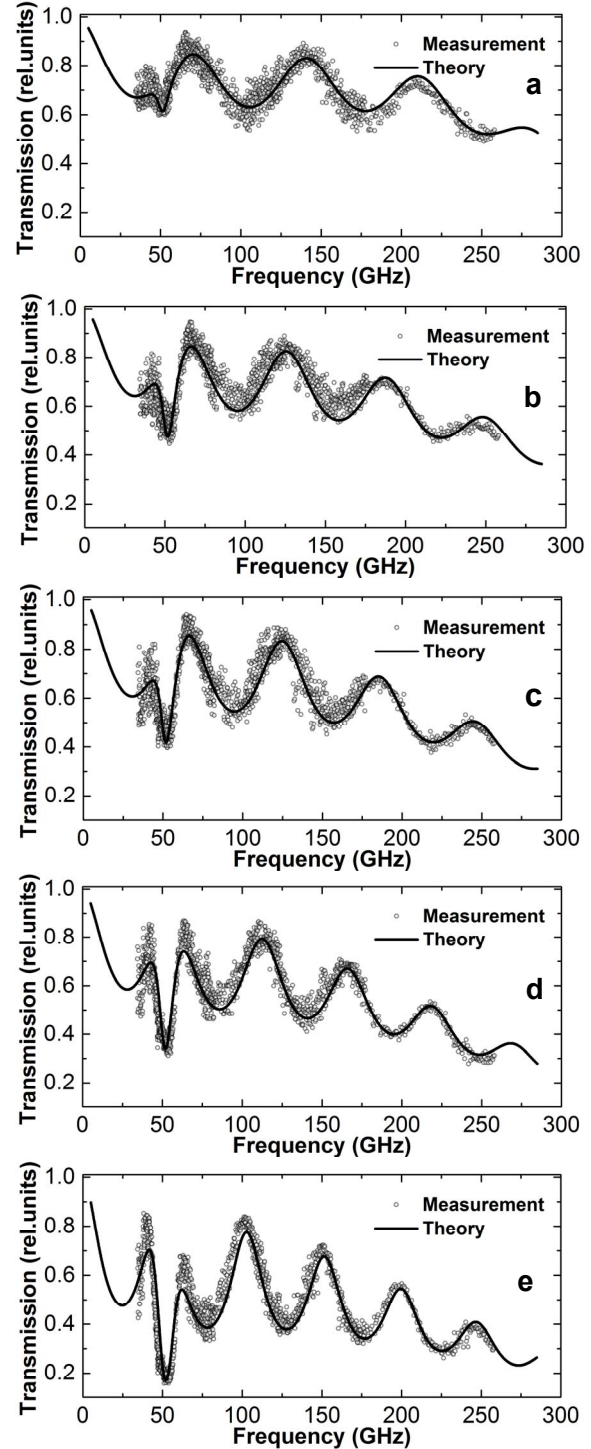 Transmission (rel.units)
1.0
0.8
0.6
0.4
0.2
Measurement
Theory
a
0 50 100 150 200 250 300
Frequency (GHz)
Transmission (rel.units)
1.0
0.8
0.6
0.4
0.2
Measurement
Theory
b
0 25 50 75 100 125 150 175 200 225 250 275 300
Frequency (GHz)
Transmission (rel.units)
1.0
0.8
0.6
0.4
0.2
Measurement
Theory
c
0 50 100 150 200 250 300
Frequency (GHz)
Transmission (rel.units)
1.0
0.8
0.6
0.4
0.2
Measurement
Theory
d
0 50 100 150 200 250 300
Frequency (GHz)
Transmission (rel.units)
1.0
0.8
0.6
0.4
0.2
Measurement
Theory
e
0 50 100 150 200 250 300
Frequency (GHz)